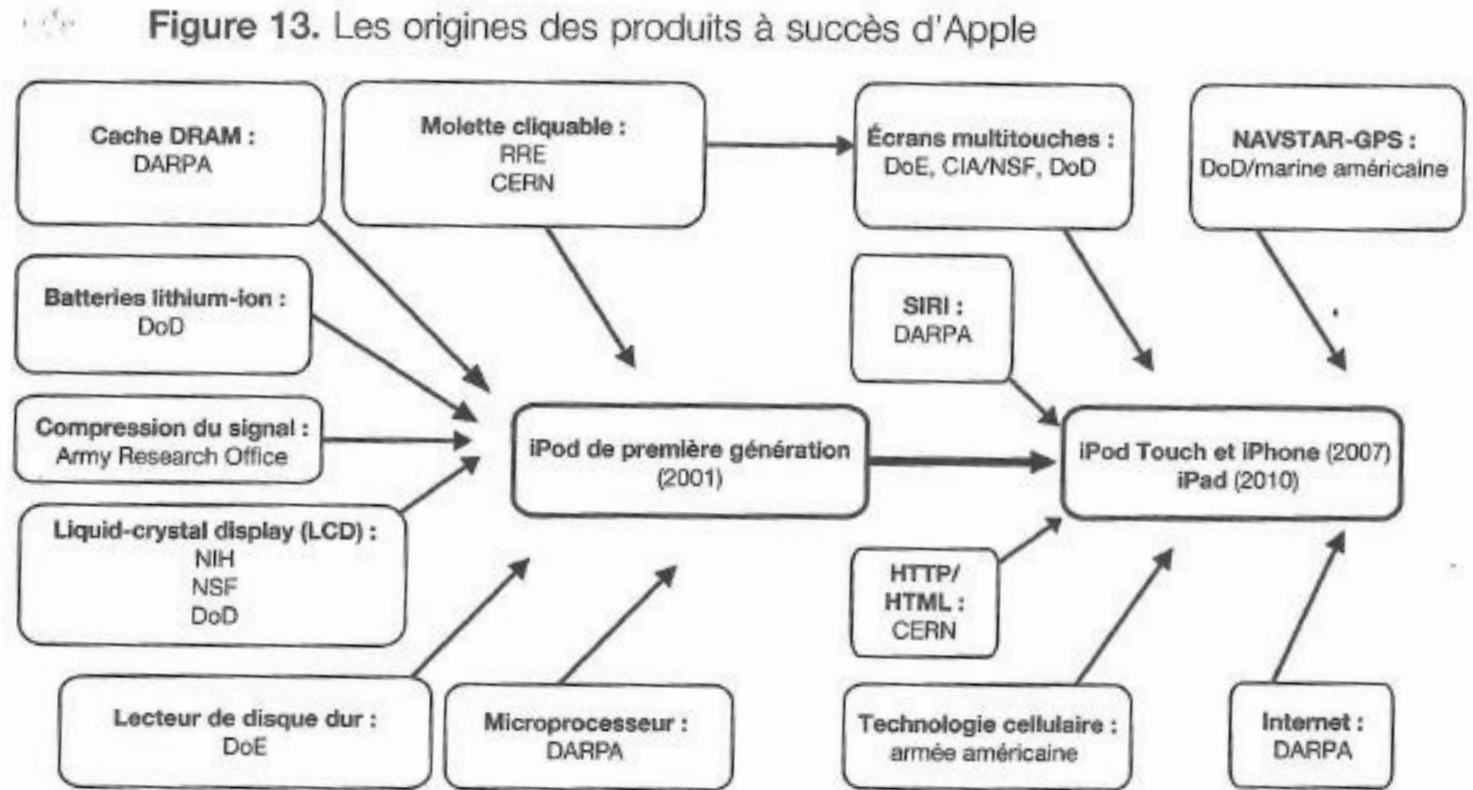 Figure 13. Les origines des produits à succès d'Apple
Cache DRAM :
DARPA
Molette cliquable :
RRE
CERN
Écrans multitouches :
DoE, CIA/NSF, DoD
NAVSTAR-GPS :
DoD/marine américaine
Batteries lithium-ion :
DoD
SIRI :
DARPA
Compression du signal :
Army Research Office
iPod de première génération
(2001)
iPod Touch et iPhone (2007)
iPad (2010)
Liquid-crystal display (LCD) :
NIH
NSF
DoD
HTTP/
HTML :
CERN
Lecteur de disque dur :
DoE
Microprocesseur :
DARPA
Technologie cellulaire :
armée américaine
Internet :
DARPA